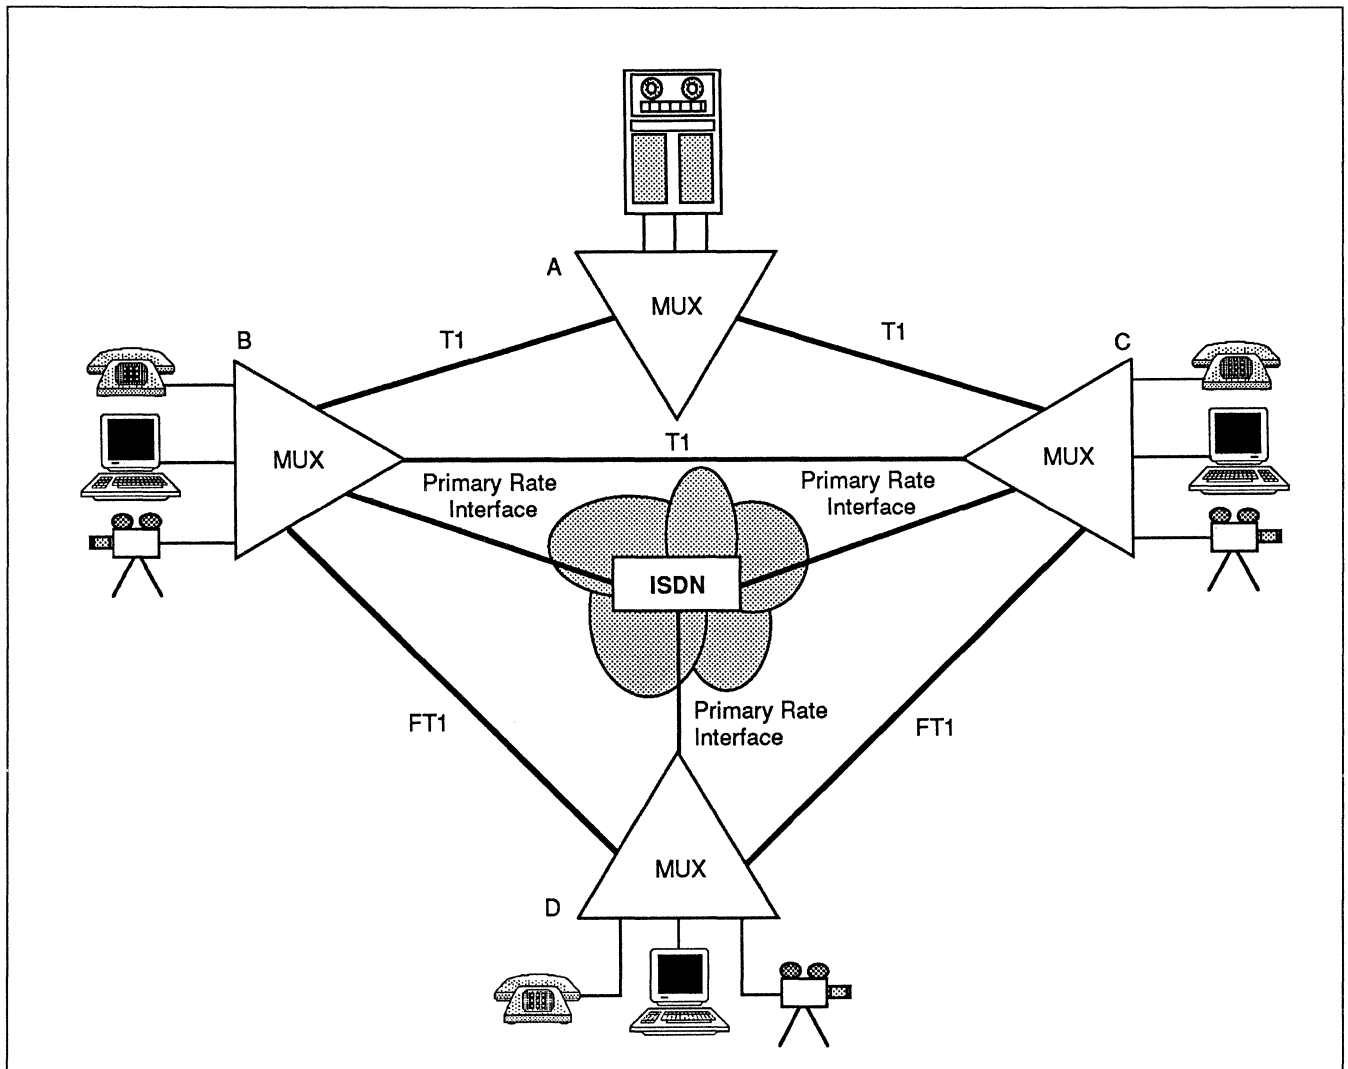 A
MUX
T1
T1
B
C
MUX
T1
MUX
Primary Rate
Interface
Primary Rate
Interface
ISDN
Primary Rate
Interface
FT1
FT1
MUX
D